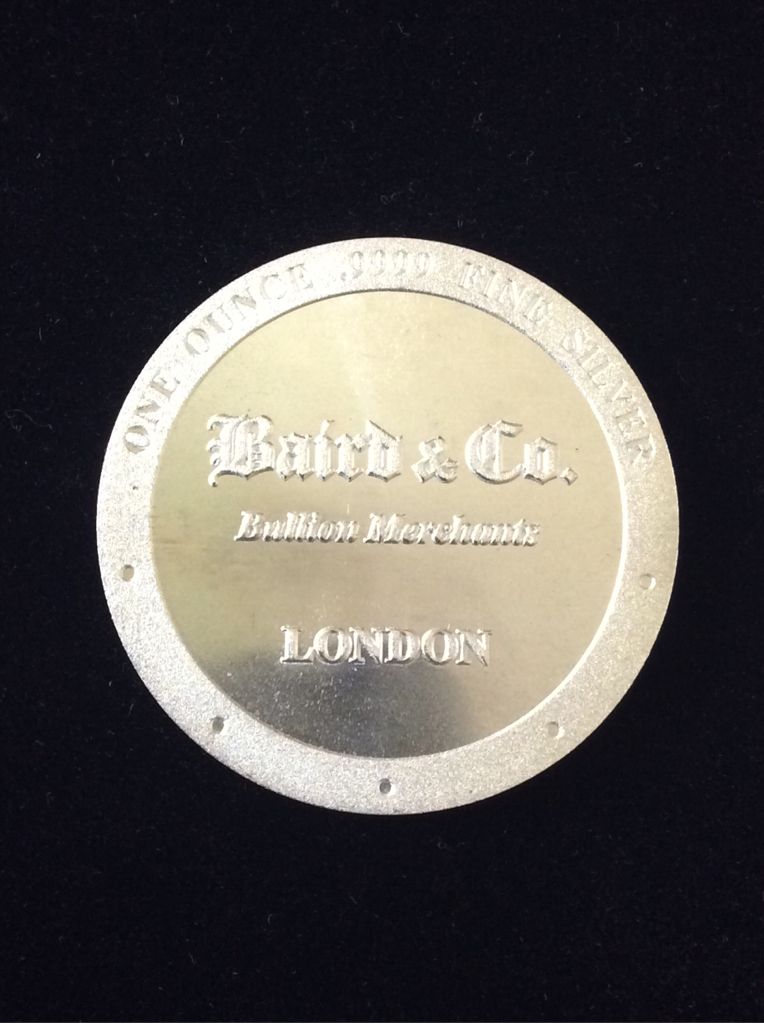 ONE OUNCE .9999 FINE SILVER
Baird & Co.
Bullion Merchants
LONDON